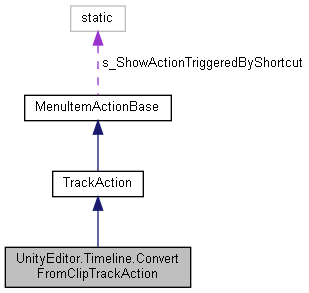 static
s_ShowActionTriggeredByShortcut
MenuItemActionBase
TrackAction
UnityEditor.Timeline.Convert
FromClipTrackAction